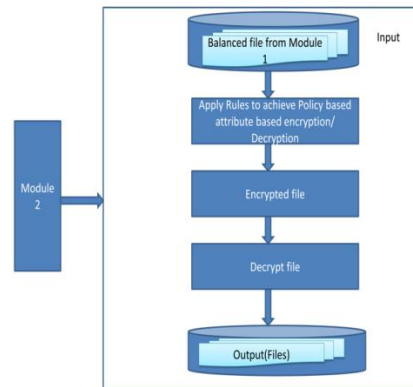 Balanced file from Module
1
Input
Apply Rules to achieve Policy based
attribute based encryption/
Decryption
Module
2
Encrypted file
Decrypt file
Output(Files)